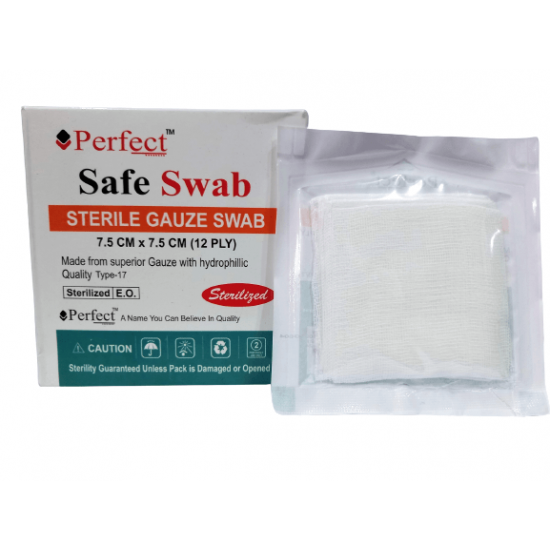 Perfect™
Safe Swab
STERILE GAUZE SWAB
7.5 CM x 7.5 CM (12 PLY)
Made from superior Gauze with hydrophillic
Quality Type-17
Sterilized E.O.
Sterilized
Perfect™ A Name You Can Believe In Quality
CAUTION
2
Sterility Guaranteed Unless Pack is Damaged or Opened